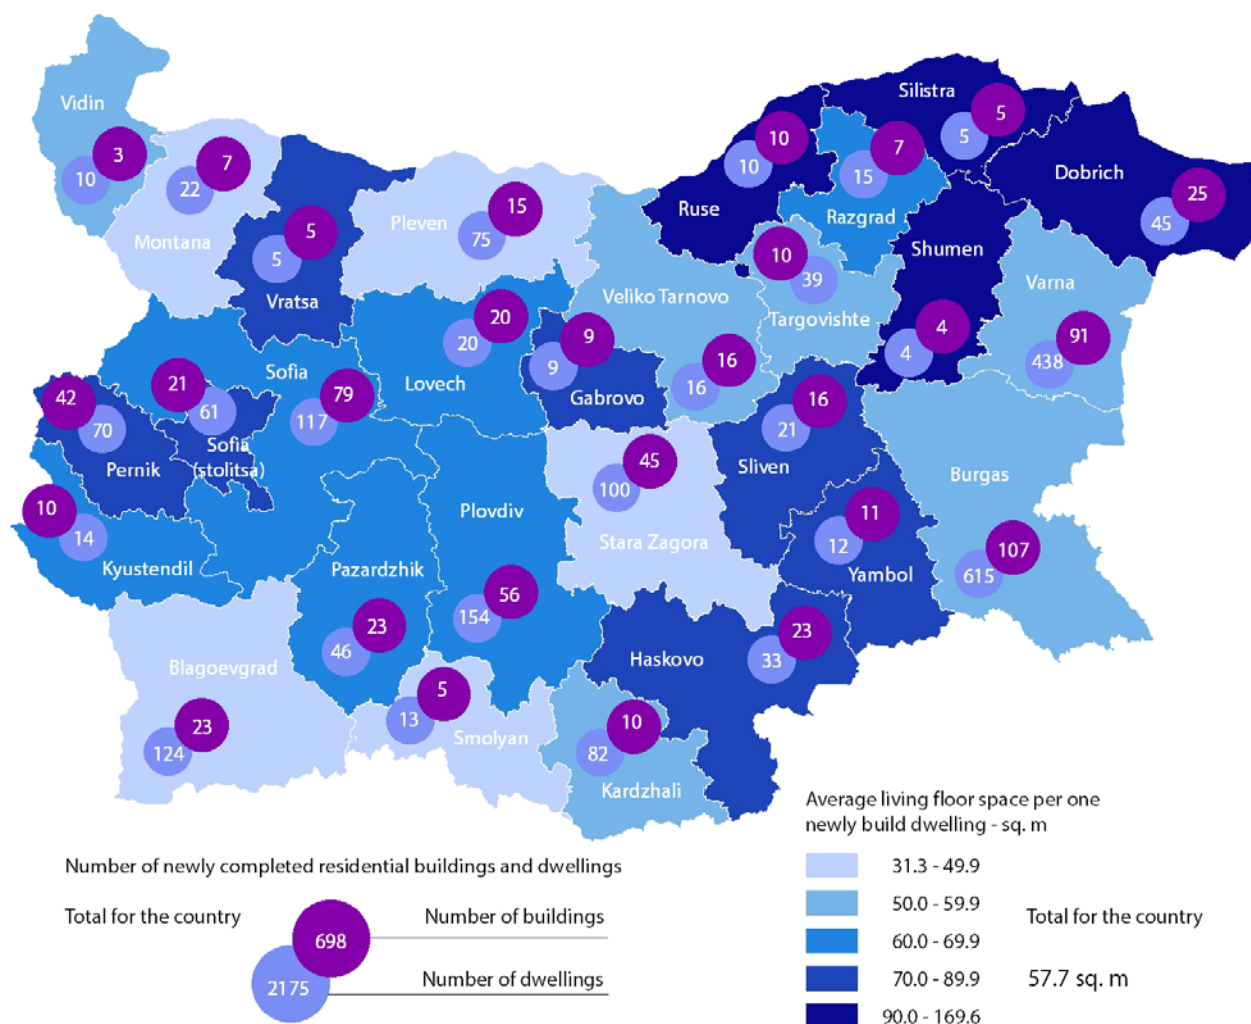 Silistra
5
5
Vidin
3
10
10
10
7
15
Dobrich
25
45
7
22
Montana
15
75
Pleven
Ruse
Razgrad
Shumen
5
5
Vratsa
10
39
Targovishte
Varna
91
438
Veliko Tarnovo
16
16
4
4
20
20
Lovech
9
9
Gabrovo
Sofia
79
117
21
61
Sofia
(stolitsa)
42
70
Pernik
16
21
Sliven
Burgas
107
615
45
100
Stara Zagora
Plovdiv
56
154
10
14
Kyustendil
Pazardzhik
23
46
11
12
Yambol
Haskovo
23
33
Blagoevgrad
23
124
5
13
Smolyan
10
82
Kardzhali
Average living floor space per one
newly build dwelling - sq. m
31.3 - 49.9
50.0 - 59.9
60.0 - 69.9
70.0 - 89.9
90.0 - 169.6
Total for the country
57.7 sq. m
Number of newly completed residential buildings and dwellings
Total for the country
Number of buildings
698
Number of dwellings
2175